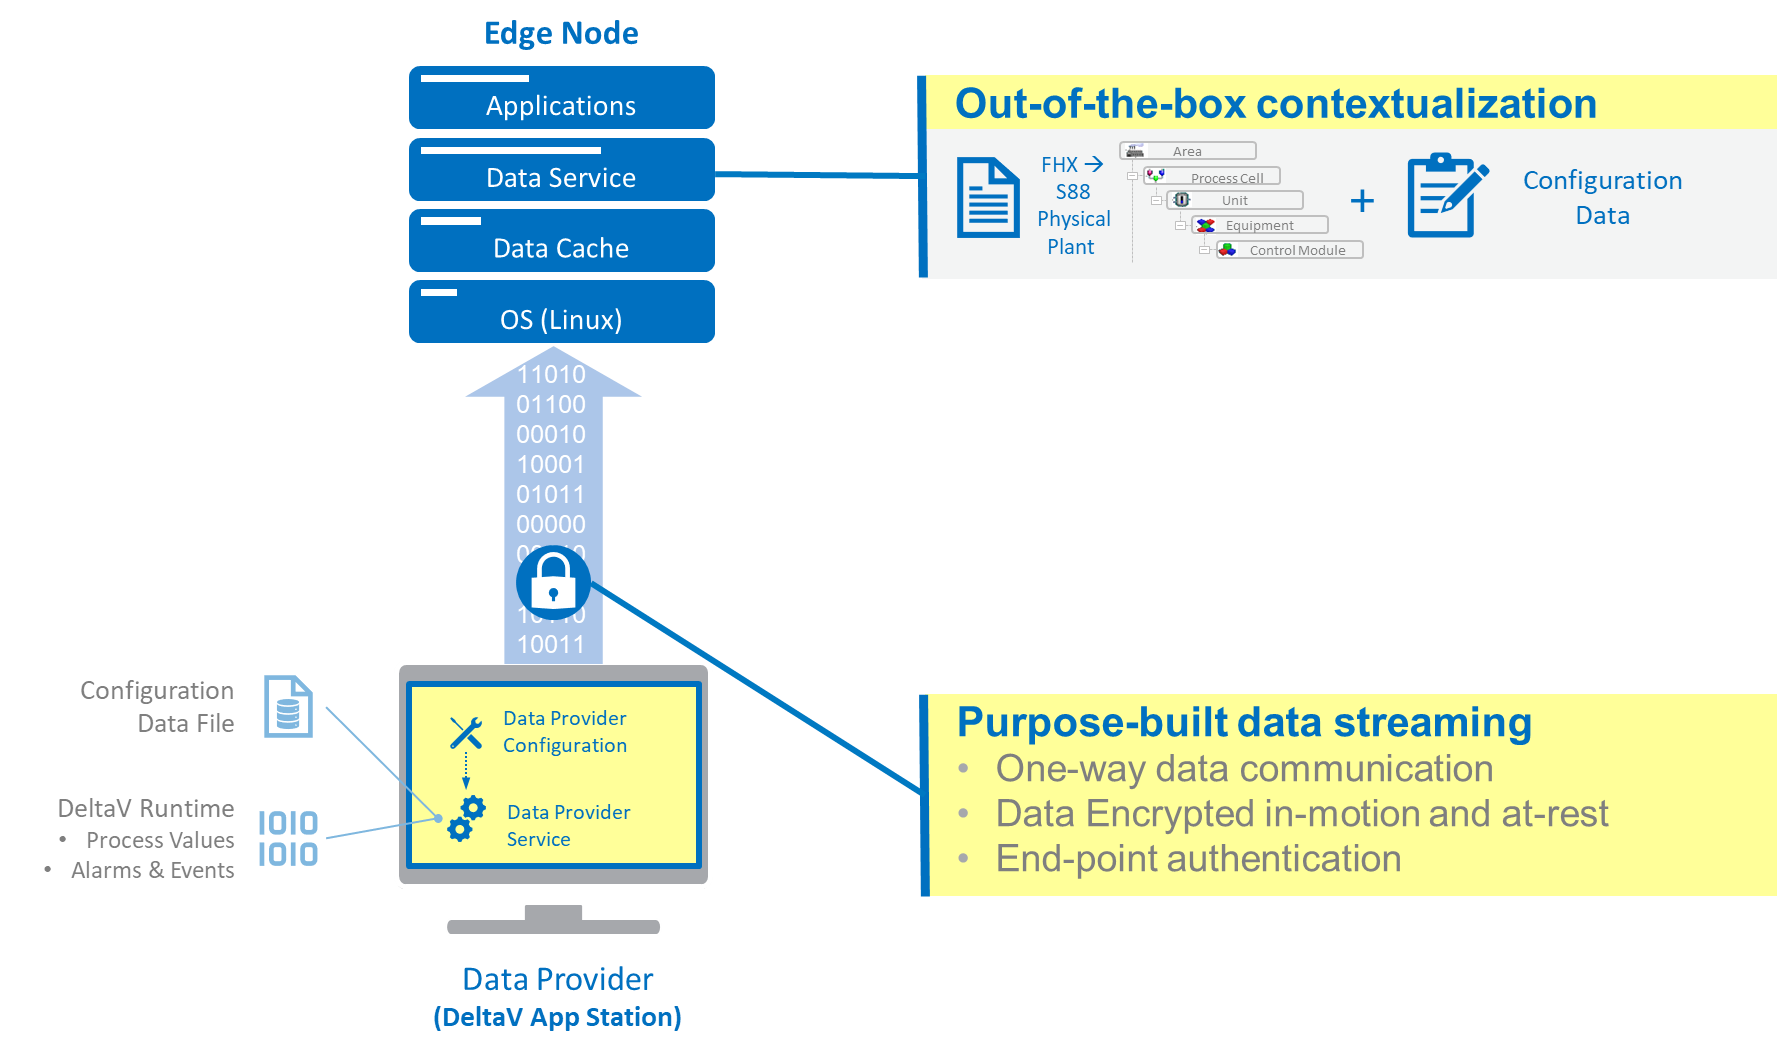 Edge Node
Applications
Data Service
Data Cache
OS (Linux)
Out-of-the-box contextualization
FHX →
S88
Physical
Plant
Area
Process Cell
Unit
Equipment
Control Module
+
Configuration
Data
11010
01100
00010
10001
01011
00000
10011
Configuration
Data File
DeltaV Runtime
• Process Values
• Alarms & Events
1010
1010
Data Provider
Configuration
Data Provider
Service
Purpose-built data streaming
• One-way data communication
• Data Encrypted in-motion and at-rest
• End-point authentication
Data Provider
(DeltaV App Station)